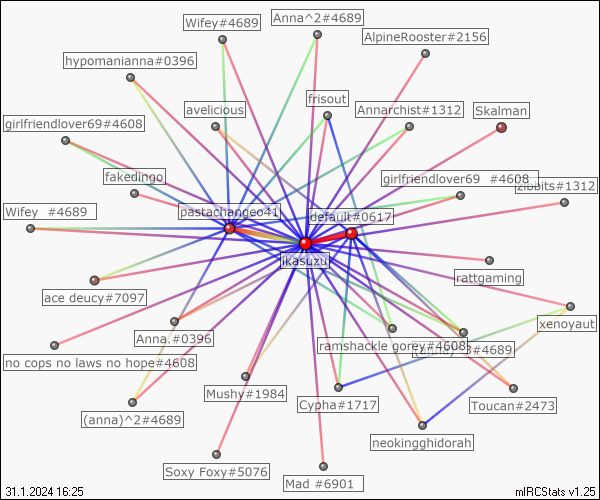 Wifey#4689
Anna^2#4689
AlpineRooster#2156
hypomanianna#0396
avelicious
frisout
Annarchist#1312
Skalman
girlfriendlover69#4608
fakedingo
girlfriendlover69 #4608
zibbits#1312
Wifey #4689
pastachangeo41
default#0617
ikasuzu
rattgaming
ace deucy#7097
xenoyaut
Anna.#0396
ramshackle gorey#4608
3#4689
no cops no laws no hope#4608
Mushy#1984
Cypha#1717
Toucan#2473
(anna)^2#4689
neokingghidorah
Soxy Foxy#5076
Mad #6901
31.1.2024 16:25
mIRCStats v1.25